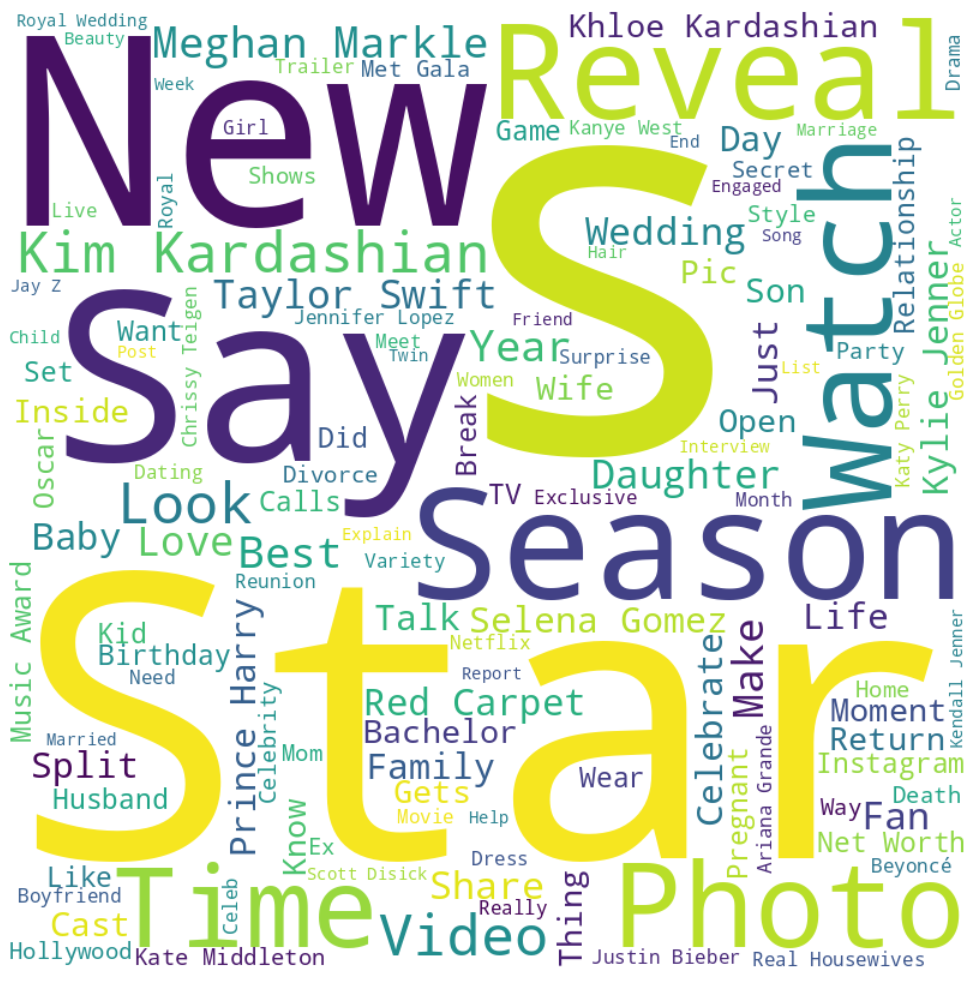 Royal Wedding
Beauty
Meghan Markle
Khloe Kardashian
New
Reveal
Trailer
Met Gala
Drama
Week
Girl
Game
Kanye West
Marriage
End
Day
Secret
Shows
Engaged
Live
Royal
Watch
Relationship
Style
Actor
Kim Kardashian
S
Wedding
Song
Hair
Pic
Jay Z
Taylor Swift
Son
Say
Jennifer Lopez
Friend
Kylie Jenner
Golden Globe
Child
Want
Chrissy Teigen
Meet
Year
Post
Twin
Surprise
Just
Party
Set
Women
Wife
List
Inside
Katy Perry
Did
Break
Open
Oscar
Interview
Dating
Divorce
Daughter
Look
Calls
TV
Exclusive
Month
Season
Baby
Love
Best
Explain
Variety
Reunion
Music Award
Prince Harry
Talk
Selena Gomez
Life
Kid
Make
Birthday
Netflix
Celebrate
Kendall Jenner
Need
Report
Star
Celebrity
Red Carpet
Home
Moment
Married
Bachelor
Return
Split
Mom
Family
Wear
Pregnant
Ariana Grande
Instagram
Husband
Gets
Death
Way
Movie
Help
Fan
Know
Ex
Net Worth
Dress
Like
Time
Scott Disick
Beyoncé
Boyfriend
Celeb
Share
Thing
Photo
Really
Cast
Video
Hollywood
Kate Middleton
Justin Bieber
Real Housewives